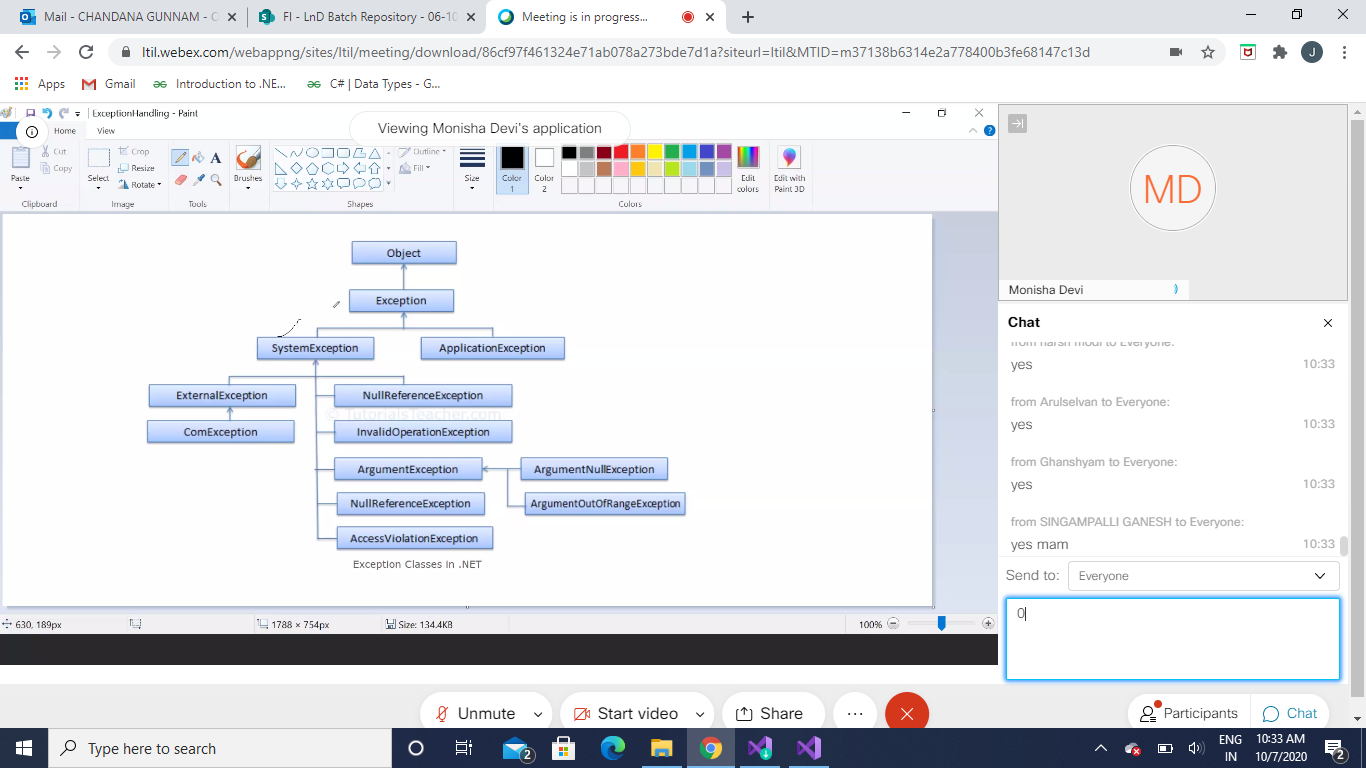 Mail - CHANDANA GUNNAM - O
FI - LnD Batch Repository - 06-10
Meeting is in progress...
ltil.webex.com/webappng/sites/ltil/meeting/download/86cf97f461324e71ab078a273bde7d1a?siteurl=ltil&MTID=m37138b6314e2a778400b3fe68147c13d
J
Apps
Gmail
Introduction to .NE...
C# | Data Types - G...
ExceptionHandling - Paint
Viewing Monisha Devi's application
Home
View
Paste
Cut
Copy
Clipboard
Select
Crop
Resize
Rotate
Image
A
Tools
Brushes
Outline
Fill
Shapes
Size
Color
1
Color
2
Colors
Edit
colors
Edit with
Paint 3D
Object
Exception
SystemException
ApplicationException
ExternalException
NullReferenceException
© TutorialsTeacher.com
ComException
InvalidOperationException
ArgumentException
ArgumentNullException
NullReferenceException
ArgumentOutOfRangeException
AccessViolationException
Exception Classes in .NET
630, 189px
1788 × 754px
Size: 134.4KB
100%
MD
Monisha Devi
Chat
from harsh modi to Everyone:
yes
10:33
from Arulselvan to Everyone:
yes
10:33
from Ghanshyam to Everyone:
yes
10:33
from SINGAMPALLI GANESH to Everyone:
yes mam
10:33
Send to:
Everyone
0
Unmute
Start video
Share
Participants
Chat
Type here to search
2
ENG
IN
10:33 AM
10/7/2020
2